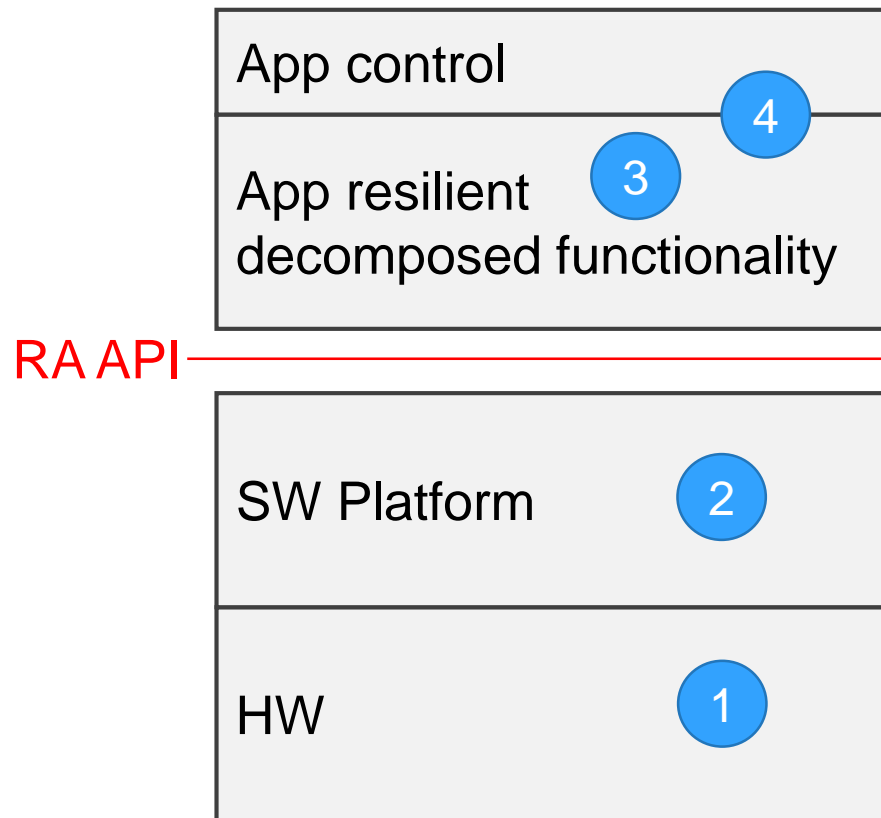 App control
4
App resilient
3
decomposed functionality
RA API
SW Platform
2
HW
1